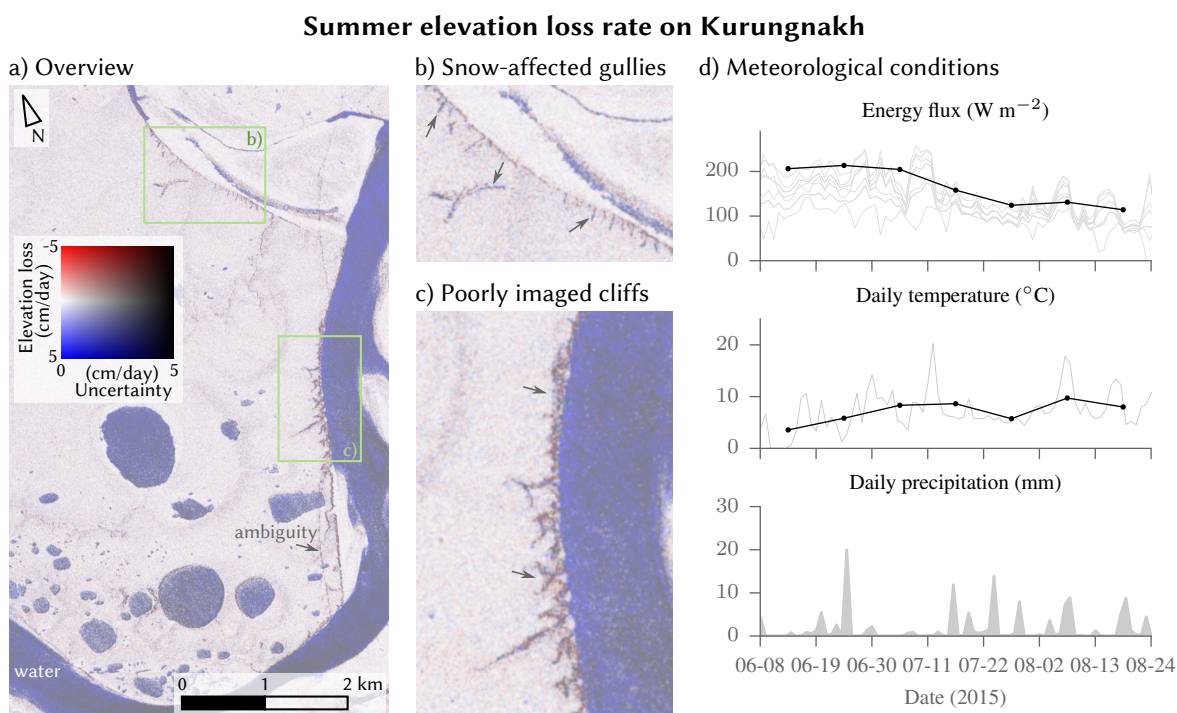 Summer elevation loss rate on Kurungnakh
a) Overview
N
b)
-5
Elevation loss
(cm/day)
5
0
(cm/day)
5
Uncertainty
c)
ambiguity
water
0 1 2 km
b) Snow-affected gullies
c) Poorly imaged cliffs
d) Meteorological conditions
Energy flux (W m−2)
200
100
0
Daily temperature (°C)
20
10
0
Daily precipitation (mm)
30
20
10
0
06-08 06-19 06-30 07-11 07-22 08-02 08-13 08-24
Date (2015)